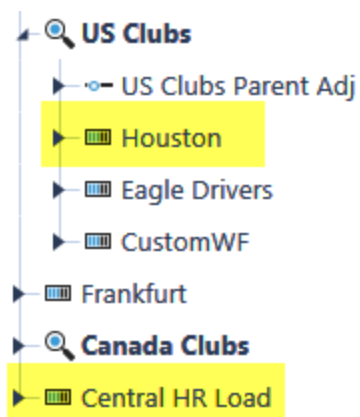 US Clubs
US Clubs Parent Adj
Houston
Eagle Drivers
CustomWF
Frankfurt
Canada Clubs
Central HR Load